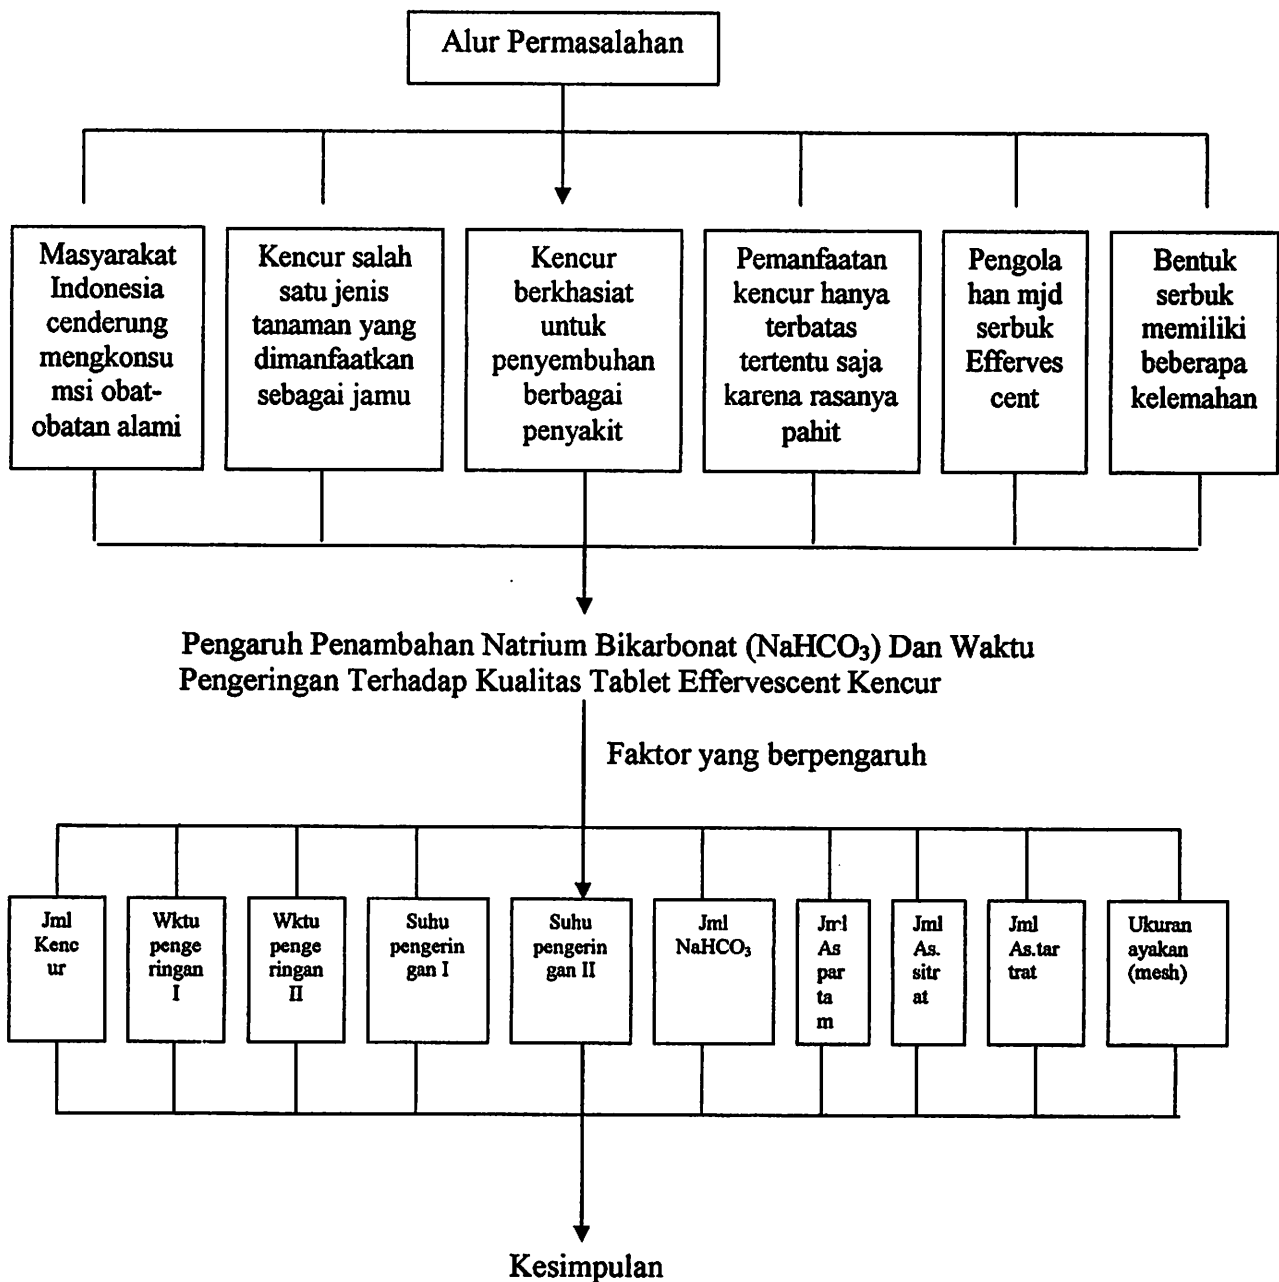 Alur Permasalahan
Masyarakat
Indonesia
cenderung
mengkonsu
msi obat-
obatan alami
Kencur salah
satu jenis
tanaman yang
dimanfaatkan
sebagai jamu
Kencur
berkhasiat
untuk
penyembuhan
berbagai
penyakit
Pemanfaatan
kencur hanya
terbatas
tertentu saja
karena rasanya
pahit
Pengola
han mjd
serbuk
Efferves
cent
Bentuk
serbuk
memiliki
beberapa
kelemahan
Pengaruh Penambahan Natrium Bikarbonat (NaHCO₃) Dan Waktu
Pengeringan Terhadap Kualitas Tablet Effervescent Kencur
Faktor yang berpengaruh
Jml
Kenc
ur
Wktu
penge
ringan
I
Wktu
penge
ringan
II
Suhu
pengerin
gan I
Suhu
pengerin
gan II
Jml
NaHCO₃
Jml
As
par
ta
m
Jml
As.
sitr
at
Jml
As.tar
trat
Ukuran
ayakan
(mesh)
Kesimpulan